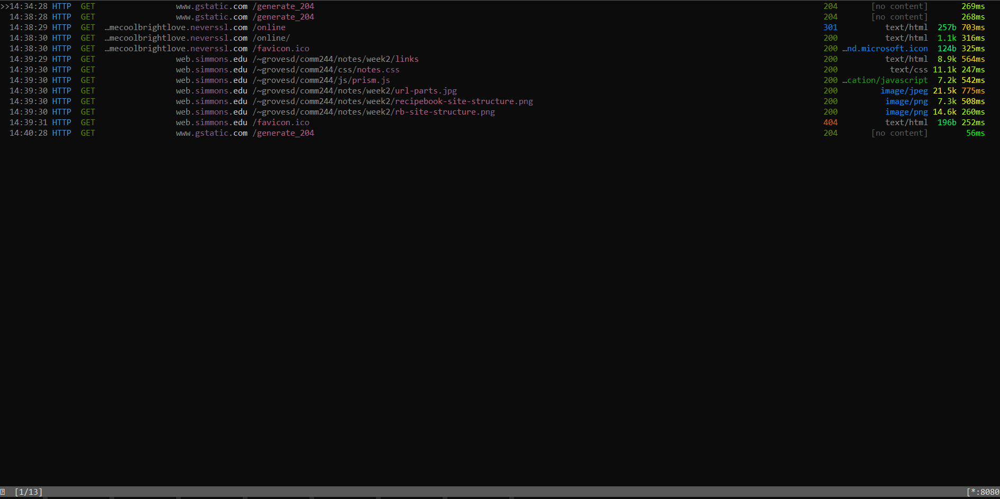 >>14:34:28 HTTP GET www.gstatic.com /generate_204 204 [no content] 269ms
14:38:28 HTTP GET www.gstatic.com /generate_204 204 [no content] 268ms
14:38:29 HTTP GET …mecoolbrightlove.neverssl.com /online 301 text/html 257b 703ms
14:38:30 HTTP GET …mecoolbrightlove.neverssl.com /online/ 200 text/html 1.1k 316ms
14:38:30 HTTP GET …mecoolbrightlove.neverssl.com /favicon.ico 200 …nd.microsoft.icon 124b 325ms
14:39:29 HTTP GET web.simmons.edu /~grovesd/comm244/notes/week2/links 200 text/html 8.9k 564ms
14:39:30 HTTP GET web.simmons.edu /~grovesd/comm244/css/notes.css 200 text/css 11.1k 247ms
14:39:30 HTTP GET web.simmons.edu /~grovesd/comm244/js/prism.js 200 …cation/javascript 7.2k 542ms
14:39:30 HTTP GET web.simmons.edu /~grovesd/comm244/notes/week2/url-parts.jpg 200 image/jpeg 21.5k 775ms
14:39:30 HTTP GET web.simmons.edu /~grovesd/comm244/notes/week2/recipebook-site-structure.png 200 image/png 7.3k 508ms
14:39:30 HTTP GET web.simmons.edu /~grovesd/comm244/notes/week2/rb-site-structure.png 200 image/png 14.6k 260ms
14:39:31 HTTP GET web.simmons.edu /favicon.ico 404 text/html 196b 252ms
14:40:28 HTTP GET www.gstatic.com /generate_204 204 [no content] 56ms
[1/13] [*:8080